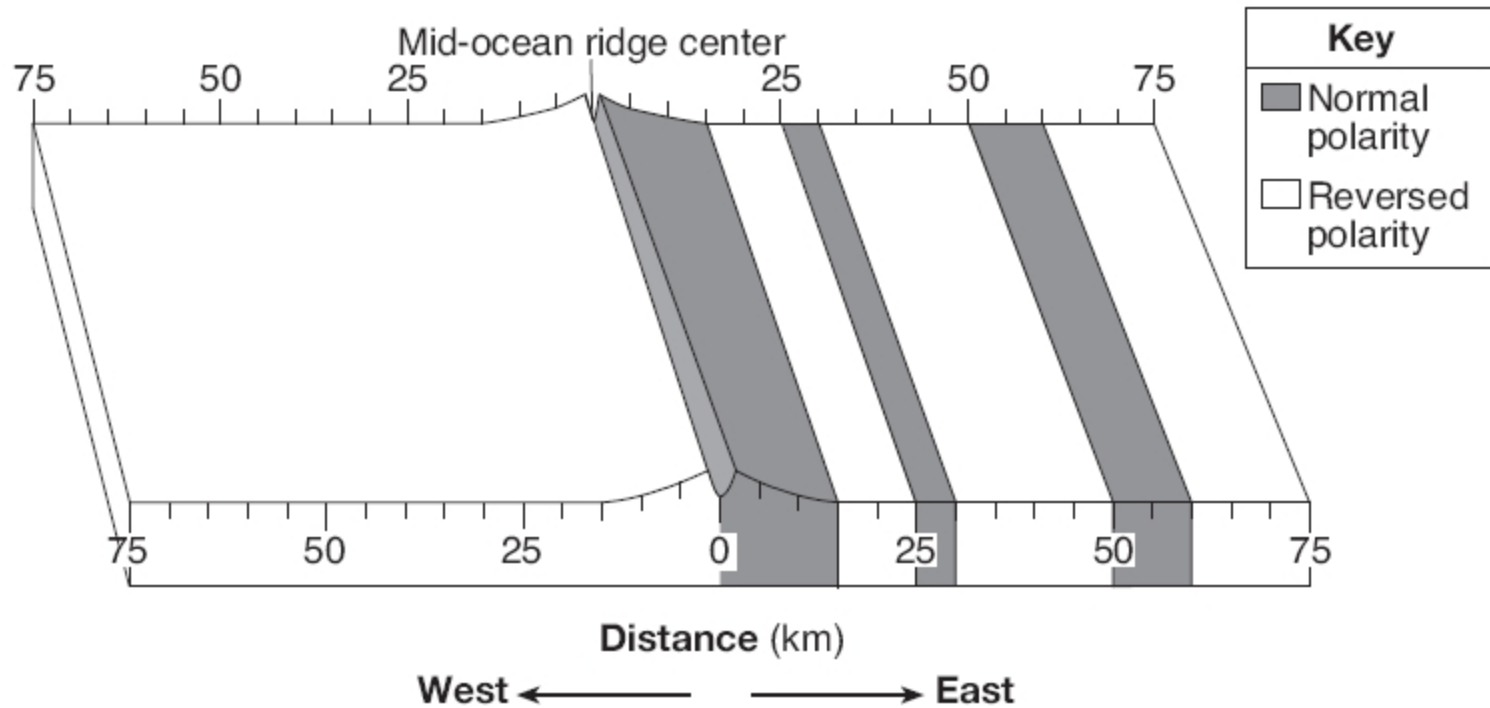 Mid-ocean ridge center
75 50 25 25 50 75
Key
Normal
polarity
Reversed
polarity
75 50 25 0 25 50 75
Distance (km)
West East